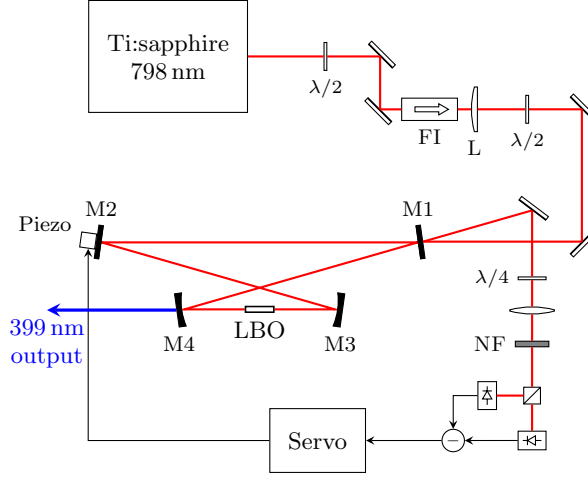 Ti:sapphire
798 nm
λ/2
FI
L
λ/2
M2
M1
Piezo
λ/4
399 nm
output
M4
LBO
M3
NF
Servo
−